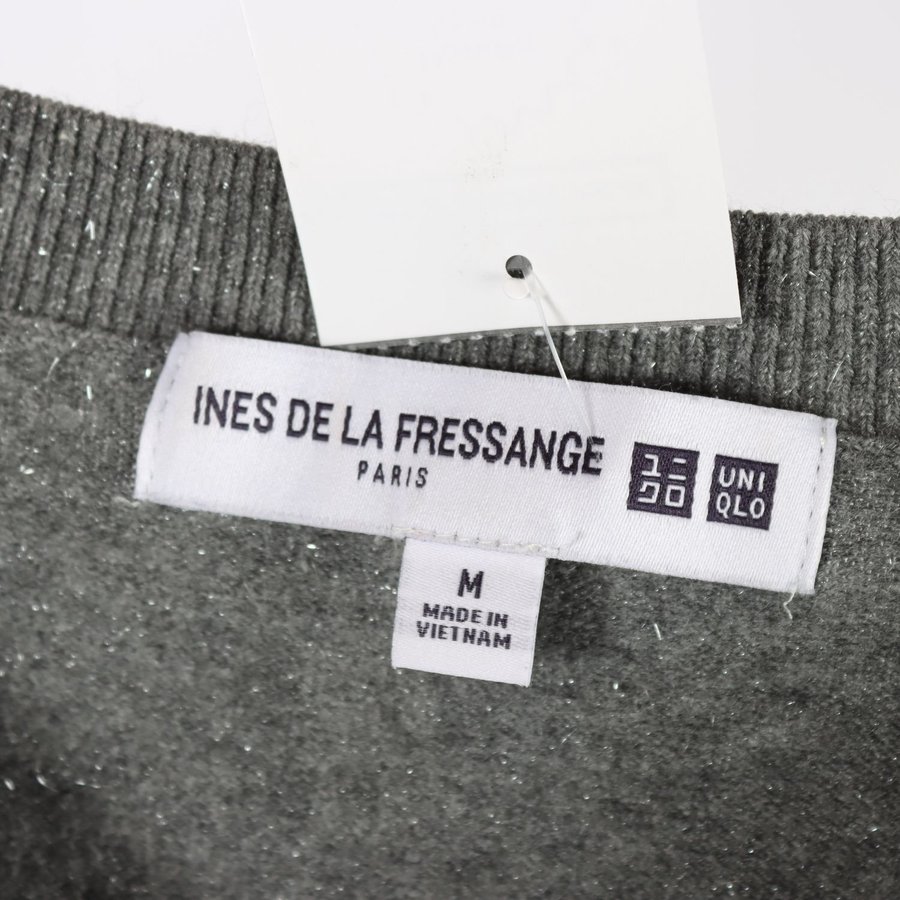 INES DE LA FRESSANGE
PARIS
ユニ
クロ
UNI
QLO
M
MADE IN
VIETNAM